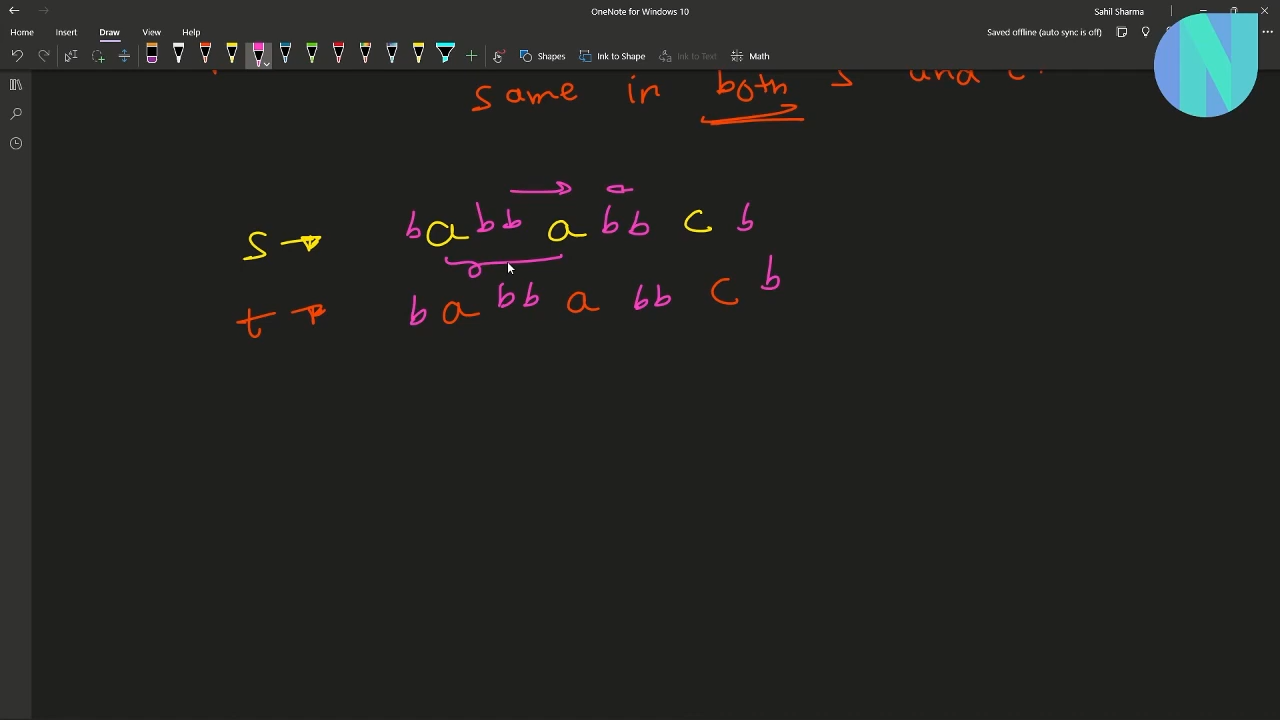 OneNote for Windows 10
Sahil Sharma
Home Insert Draw View Help
Saved offline (auto sync is off)
Shapes Ink to Shape Ink to Text Math
same in both s and
s → b a b b a b b c b
t → b a b b a b b c b